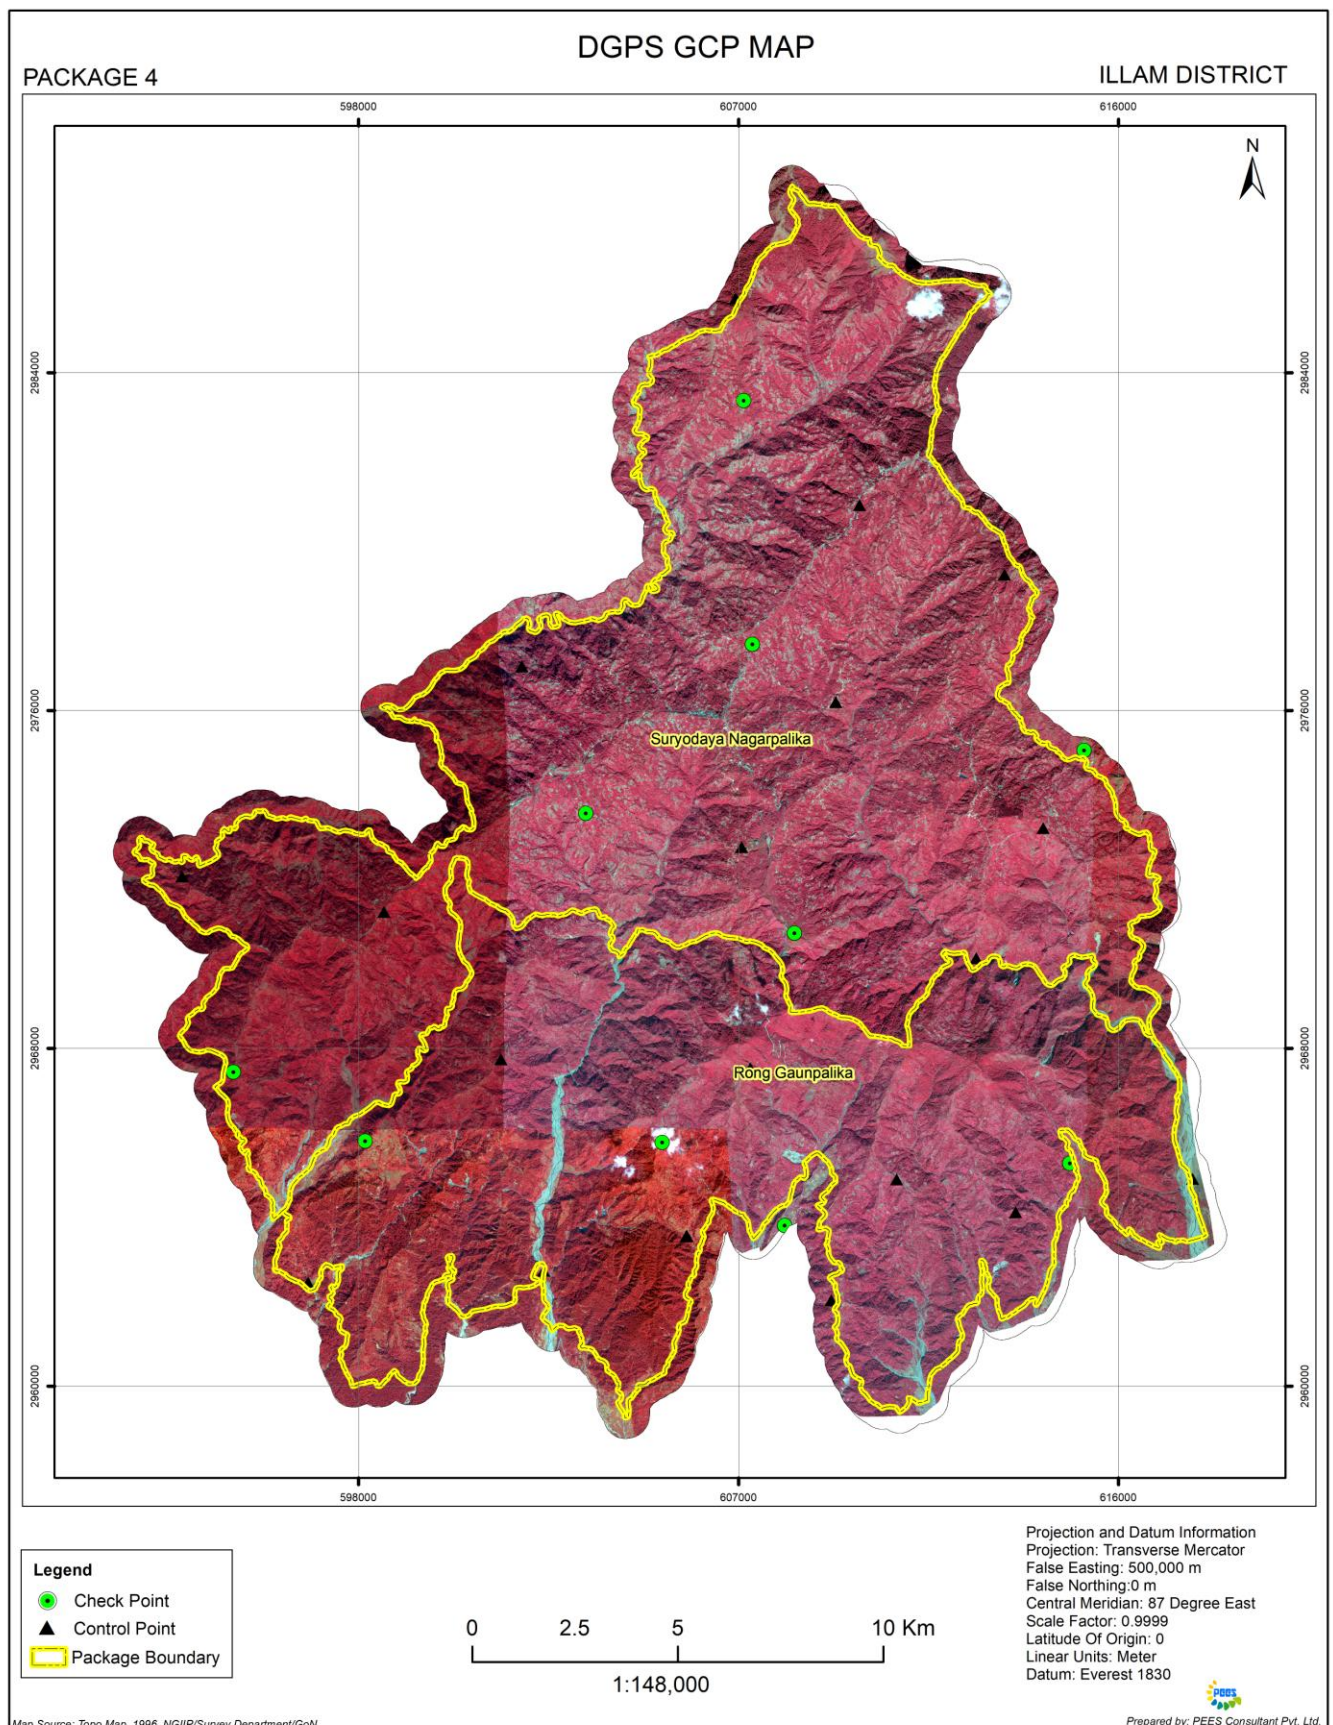 DGPS GCP MAP
PACKAGE 4
ILLAM DISTRICT
598000
607000
616000
N
2984000
2984000
2976000
2976000
Suryodaya Nagarpalika
2968000
2968000
Rong Gaunpalika
2960000
2960000
598000
607000
616000
Legend
Check Point
Control Point
Package Boundary
0 2.5 5 10 Km
1:148,000
Projection and Datum Information
Projection: Transverse Mercator
False Easting: 500,000 m
False Northing:0 m
Central Meridian: 87 Degree East
Scale Factor: 0.9999
Latitude Of Origin: 0
Linear Units: Meter
Datum: Everest 1830
PEES
Map Source: Topo Map, 1996, NGIIP/Survey Department/GoN
Prepared by: PEES Consultant Pvt. Ltd.